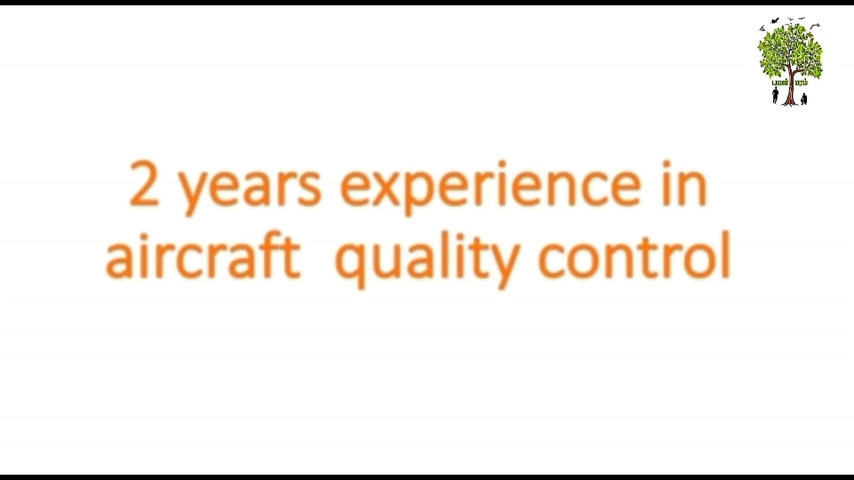 2 years experience in
aircraft quality control